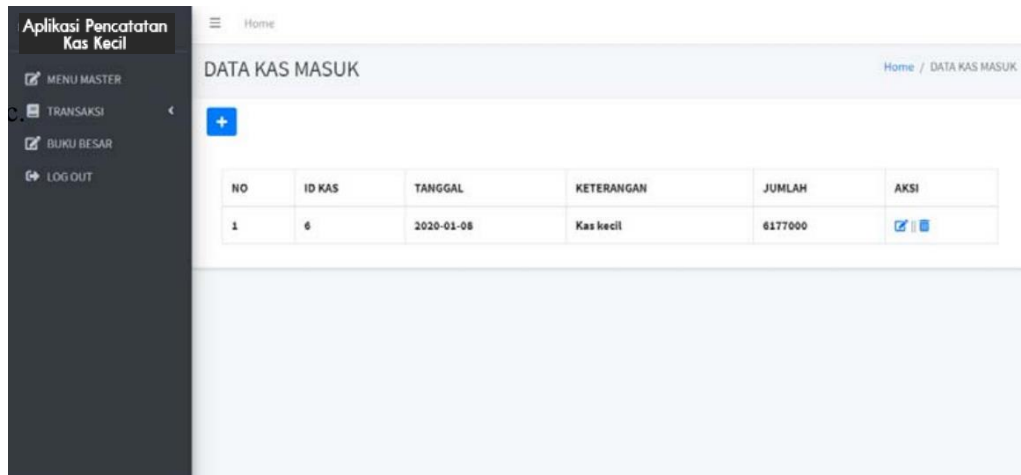 Aplikasi Pencatatan
Kas Kecil
MENU MASTER
TRANSAKSI
BUKU BESAR
LOG OUT
c.
Home
DATA KAS MASUK
Home / DATA KAS MASUK
+
NO ID KAS TANGGAL KETERANGAN JUMLAH AKSI
1 6 2020-01-08 Kas kecil 6177000 ||